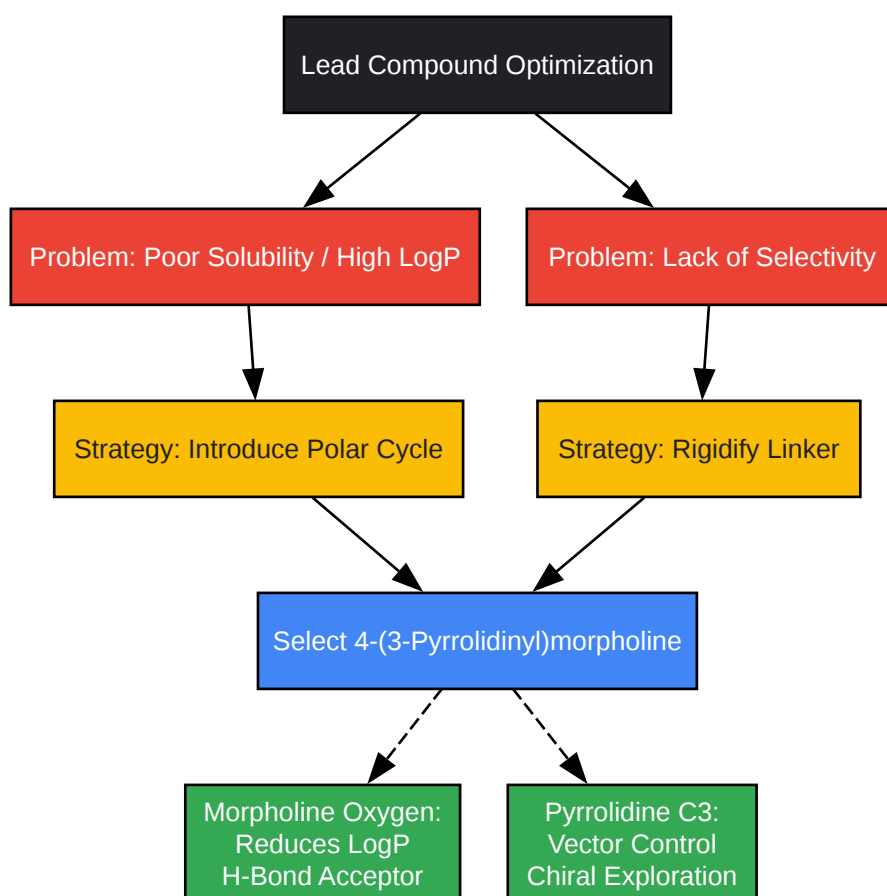 Lead Compound Optimization
Problem: Poor Solubility / High LogP
Problem: Lack of Selectivity
Strategy: Introduce Polar Cycle
Strategy: Rigidify Linker
Select 4-(3-Pyrrolidinyl)morpholine
Morpholine Oxygen:
Reduces LogP
H-Bond Acceptor
Pyrrolidine C3:
Vector Control
Chiral Exploration